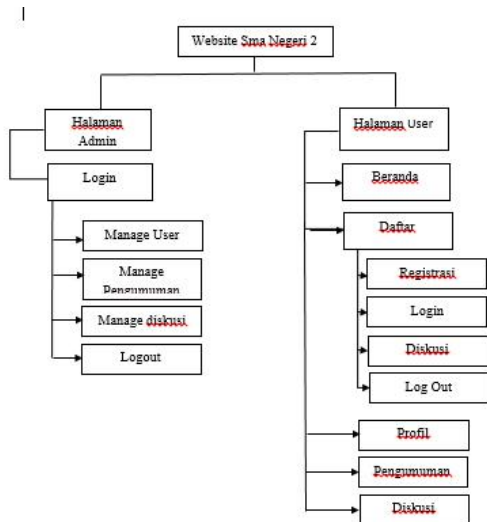 Website Sma Negeri 2
Halaman
Admin
Login
Manage User
Manage
Pengumuman
Manage diskusi
Logout
Halaman User
Beranda
Daftar
Registrasi
Login
Diskusi
Log Out
Profil
Pengumuman
Diskusi